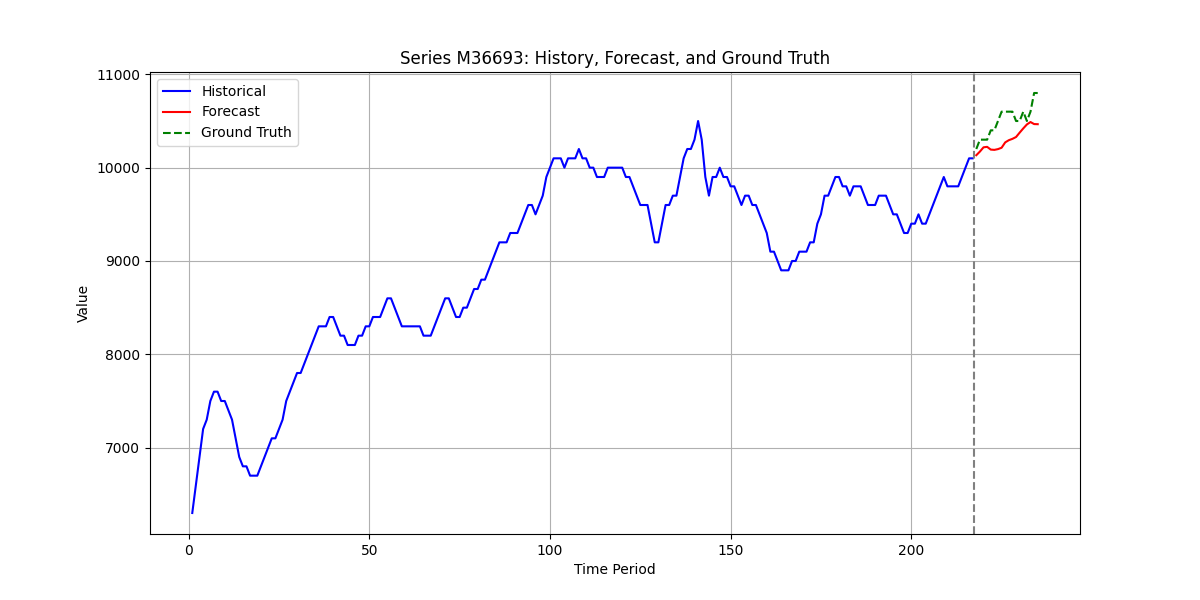 Series M36693: History, Forecast, and Ground Truth
Historical
Forecast
Ground Truth
11000
10000
9000
8000
7000
Value
0
50
100
150
200
Time Period